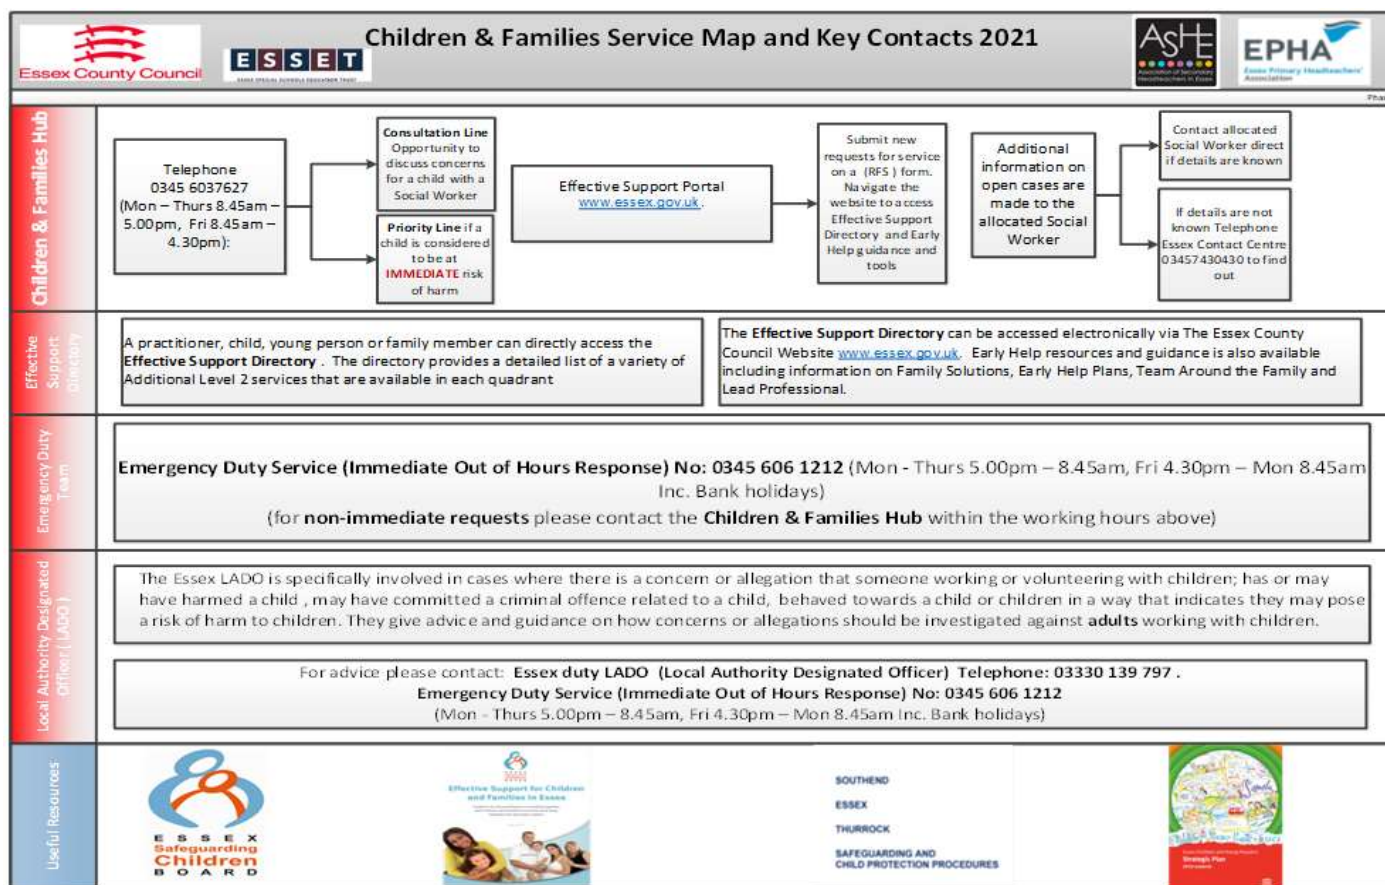 Children & Families Service Map and Key Contacts 2021
Essex County Council
ESSET
ESSEX SPECIAL SCHOOLS EDUCATION TRUST
ASHE
Association of Secondary
Headteachers in Essex
EPHA
Essex Primary Headteachers'
Association
Children & Families Hub
Telephone
0345 6037627
(Mon – Thurs 8.45am –
5.00pm, Fri 8.45am –
4.30pm):
Consultation Line
Opportunity to
discuss concerns
for a child with a
Social Worker
Priority Line if a
child is considered
to be at
IMMEDIATE risk
of harm
Effective Support Portal
www.essex.gov.uk.
Submit new
requests for service
on a (RFS ) form.
Navigate the
website to access
Effective Support
Directory and Early
Help guidance and
tools
Additional
information on
open cases are
made to the
allocated Social
Worker
Contact allocated
Social Worker direct
if details are known
If details are not
known Telephone
Essex Contact Centre
03457430430 to find
out
Effective
Support
Directory
A practitioner, child, young person or family member can directly access the
Effective Support Directory . The directory provides a detailed list of a variety of
Additional Level 2 services that are available in each quadrant
The Effective Support Directory can be accessed electronically via The Essex County
Council Website www.essex.gov.uk. Early Help resources and guidance is also available
including information on Family Solutions, Early Help Plans, Team Around the Family and
Lead Professional.
Emergency Duty
Team
Emergency Duty Service (Immediate Out of Hours Response) No: 0345 606 1212 (Mon - Thurs 5.00pm – 8.45am, Fri 4.30pm – Mon 8.45am
Inc. Bank holidays)
(for non-immediate requests please contact the Children & Families Hub within the working hours above)
Local Authority Designated
Officer ( LADO )
The Essex LADO is specifically involved in cases where there is a concern or allegation that someone working or volunteering with children; has or may
have harmed a child , may have committed a criminal offence related to a child, behaved towards a child or children in a way that indicates they may pose
a risk of harm to children. They give advice and guidance on how concerns or allegations should be investigated against adults working with children.
For advice please contact: Essex duty LADO (Local Authority Designated Officer) Telephone: 03330 139 797 .
Emergency Duty Service (Immediate Out of Hours Response) No: 0345 606 1212
(Mon - Thurs 5.00pm – 8.45am, Fri 4.30pm – Mon 8.45am Inc. Bank holidays)
Useful Resources
ESSEX
Safeguarding
Children
BOARD
Effective Support for Children
and Families in Essex
SOUTHEND
ESSEX
THURROCK
SAFEGUARDING AND
CHILD PROTECTION PROCEDURES
Strategic Plan